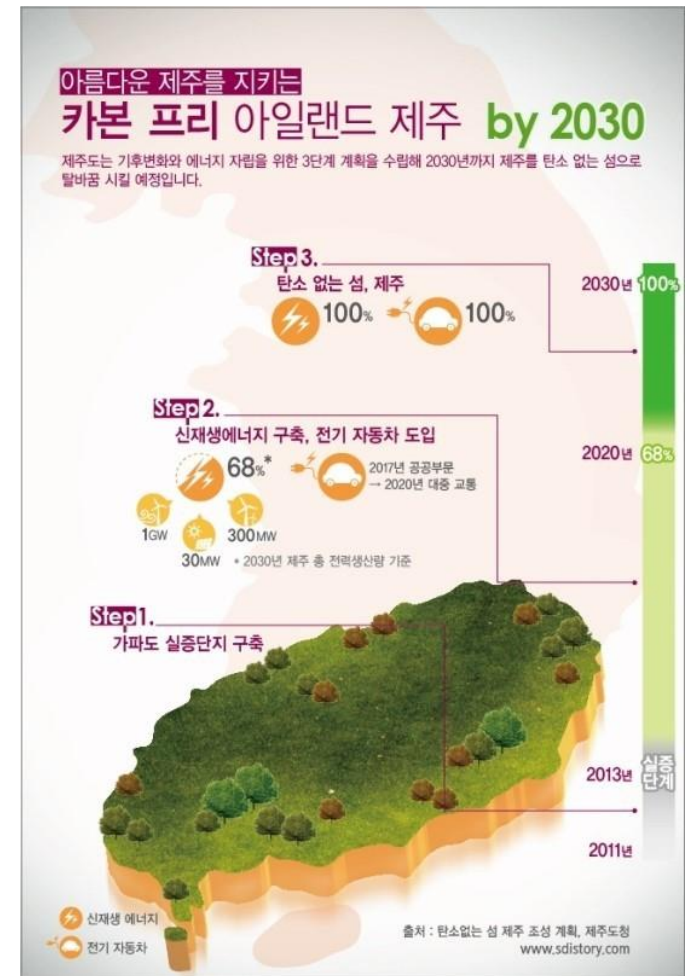 아름다운 제주를 지키는
카본 프리 아일랜드 제주 by 2030
제주도는 기후변화와 에너지 자립을 위한 3단계 계획을 수립해 2030년까지 제주를 탄소 없는 섬으로
탈바꿈 시킬 예정입니다.
Step 3.
탄소 없는 섬, 제주
100%
100%
2030년 100%
Step 2.
신재생에너지 구축, 전기 자동차 도입
68%*
2017년 공공부문
→ 2020년 대중 교통
1GW
30MW
300MW
* 2030년 제주 총 전력생산량 기준
2020년 68%
Step 1.
가파도 실증단지 구축
2013년
실증
단계
2011년
신재생 에너지
전기 자동차
출처 : 탄소없는 섬 제주 조성 계획, 제주도청
www.sdistory.com